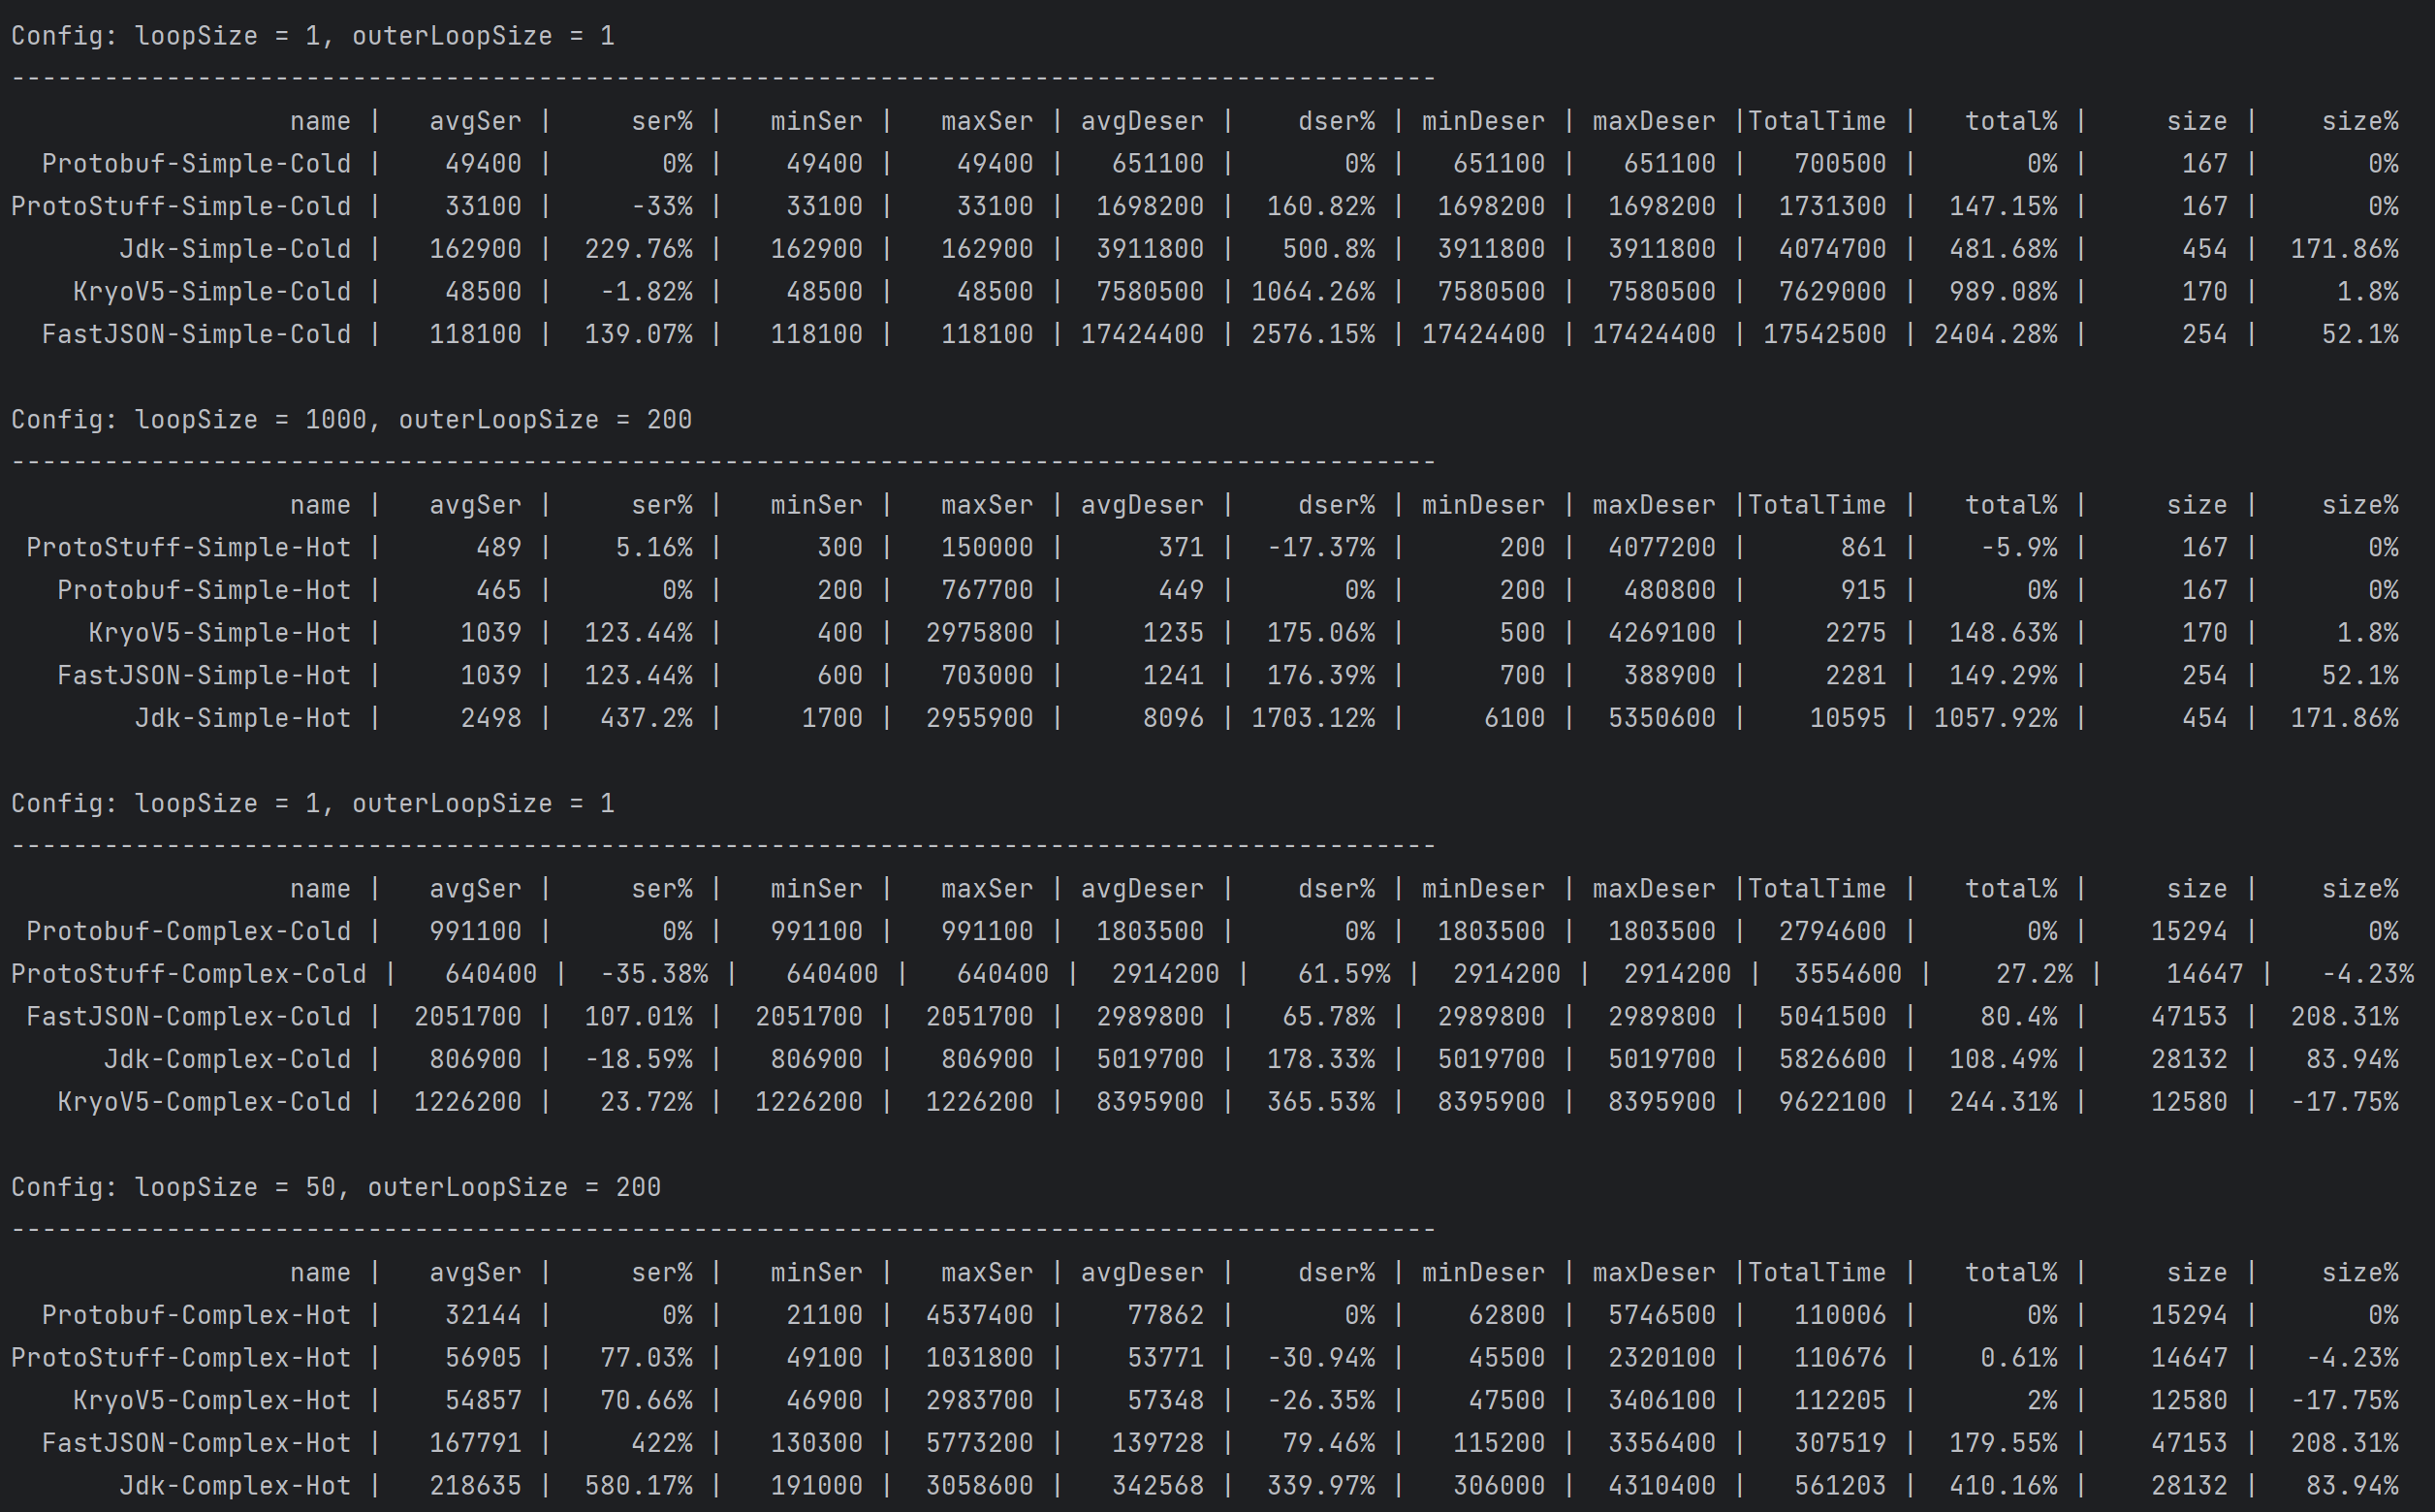 Config: loopSize = 1, outerLoopSize = 1
--------------------------------------------------------------------------------------------
                  name |   avgSer |     ser% |   minSer |   maxSer | avgDeser |    dser% | minDeser | maxDeser |TotalTime |   total% |     size |    size%
  Protobuf-Simple-Cold |    49400 |       0% |    49400 |    49400 |   651100 |       0% |   651100 |   651100 |   700500 |       0% |      167 |       0%
ProtoStuff-Simple-Cold |    33100 |     -33% |    33100 |    33100 |  1698200 |  160.82% |  1698200 |  1698200 |  1731300 |  147.15% |      167 |       0%
       Jdk-Simple-Cold |   162900 |  229.76% |   162900 |   162900 |  3911800 |   500.8% |  3911800 |  3911800 |  4074700 |  481.68% |      454 |  171.86%
    KryoV5-Simple-Cold |    48500 |   -1.82% |    48500 |    48500 |  7580500 | 1064.26% |  7580500 |  7580500 |  7629000 |  989.08% |      170 |     1.8%
  FastJSON-Simple-Cold |   118100 |  139.07% |   118100 |   118100 | 17424400 | 2576.15% | 17424400 | 17424400 | 17542500 | 2404.28% |      254 |    52.1%
Config: loopSize = 1000, outerLoopSize = 200
--------------------------------------------------------------------------------------------
                  name |   avgSer |     ser% |   minSer |   maxSer | avgDeser |    dser% | minDeser | maxDeser |TotalTime |   total% |     size |    size%
 ProtoStuff-Simple-Hot |      489 |    5.16% |      300 |   150000 |      371 |  -17.37% |      200 |  4077200 |      861 |    -5.9% |      167 |       0%
   Protobuf-Simple-Hot |      465 |       0% |      200 |   767700 |      449 |       0% |      200 |   480800 |      915 |       0% |      167 |       0%
     KryoV5-Simple-Hot |     1039 |  123.44% |      400 |  2975800 |     1235 |  175.06% |      500 |  4269100 |     2275 |  148.63% |      170 |     1.8%
   FastJSON-Simple-Hot |     1039 |  123.44% |      600 |   703000 |     1241 |  176.39% |      700 |   388900 |     2281 |  149.29% |      254 |    52.1%
        Jdk-Simple-Hot |     2498 |   437.2% |     1700 |  2955900 |     8096 | 1703.12% |     6100 |  5350600 |    10595 | 1057.92% |      454 |  171.86%
Config: loopSize = 1, outerLoopSize = 1
--------------------------------------------------------------------------------------------
                  name |   avgSer |     ser% |   minSer |   maxSer | avgDeser |    dser% | minDeser | maxDeser |TotalTime |   total% |     size |    size%
 Protobuf-Complex-Cold |   991100 |       0% |   991100 |   991100 |  1803500 |       0% |  1803500 |  1803500 |  2794600 |       0% |    15294 |       0%
ProtoStuff-Complex-Cold |   640400 |  -35.38% |   640400 |   640400 |  2914200 |   61.59% |  2914200 |  2914200 |  3554600 |    27.2% |    14647 |   -4.23%
 FastJSON-Complex-Cold |  2051700 |  107.01% |  2051700 |  2051700 |  2989800 |   65.78% |  2989800 |  2989800 |  5041500 |    80.4% |    47153 |  208.31%
      Jdk-Complex-Cold |   806900 |  -18.59% |   806900 |   806900 |  5019700 |  178.33% |  5019700 |  5019700 |  5826600 |  108.49% |    28132 |   83.94%
   KryoV5-Complex-Cold |  1226200 |   23.72% |  1226200 |  1226200 |  8395900 |  365.53% |  8395900 |  8395900 |  9622100 |  244.31% |    12580 |  -17.75%
Config: loopSize = 50, outerLoopSize = 200
--------------------------------------------------------------------------------------------
                  name |   avgSer |     ser% |   minSer |   maxSer | avgDeser |    dser% | minDeser | maxDeser |TotalTime |   total% |     size |    size%
  Protobuf-Complex-Hot |    32144 |       0% |    21100 |  4537400 |    77862 |       0% |    62800 |  5746500 |   110006 |       0% |    15294 |       0%
ProtoStuff-Complex-Hot |    56905 |   77.03% |    49100 |  1031800 |    53771 |  -30.94% |    45500 |  2320100 |   110676 |    0.61% |    14647 |   -4.23%
    KryoV5-Complex-Hot |    54857 |   70.66% |    46900 |  2983700 |    57348 |  -26.35% |    47500 |  3406100 |   112205 |       2% |    12580 |  -17.75%
  FastJSON-Complex-Hot |   167791 |     422% |   130300 |  5773200 |   139728 |   79.46% |   115200 |  3356400 |   307519 |  179.55% |    47153 |  208.31%
       Jdk-Complex-Hot |   218635 |  580.17% |   191000 |  3058600 |   342568 |  339.97% |   306000 |  4310400 |   561203 |  410.16% |    28132 |   83.94%